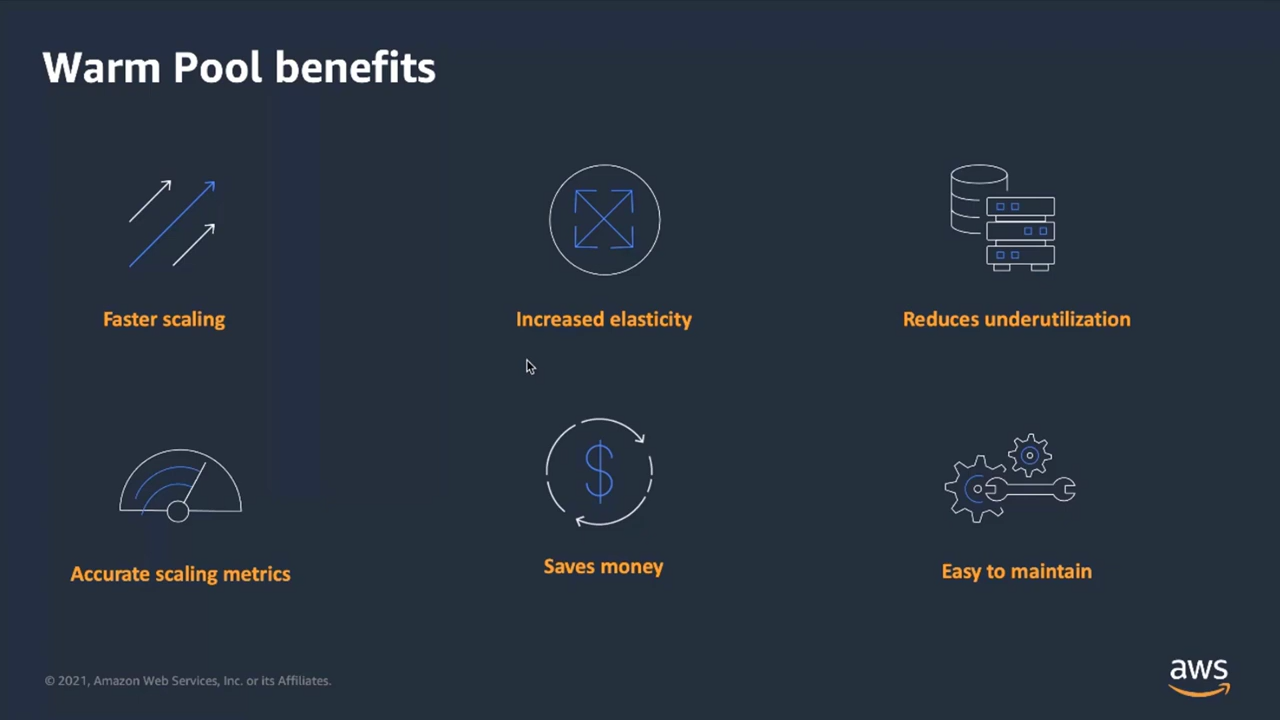 Warm Pool benefits
Faster scaling
Increased elasticity
Reduces underutilization
Accurate scaling metrics
Saves money
Easy to maintain
© 2021, Amazon Web Services, Inc. or its Affiliates.
aws